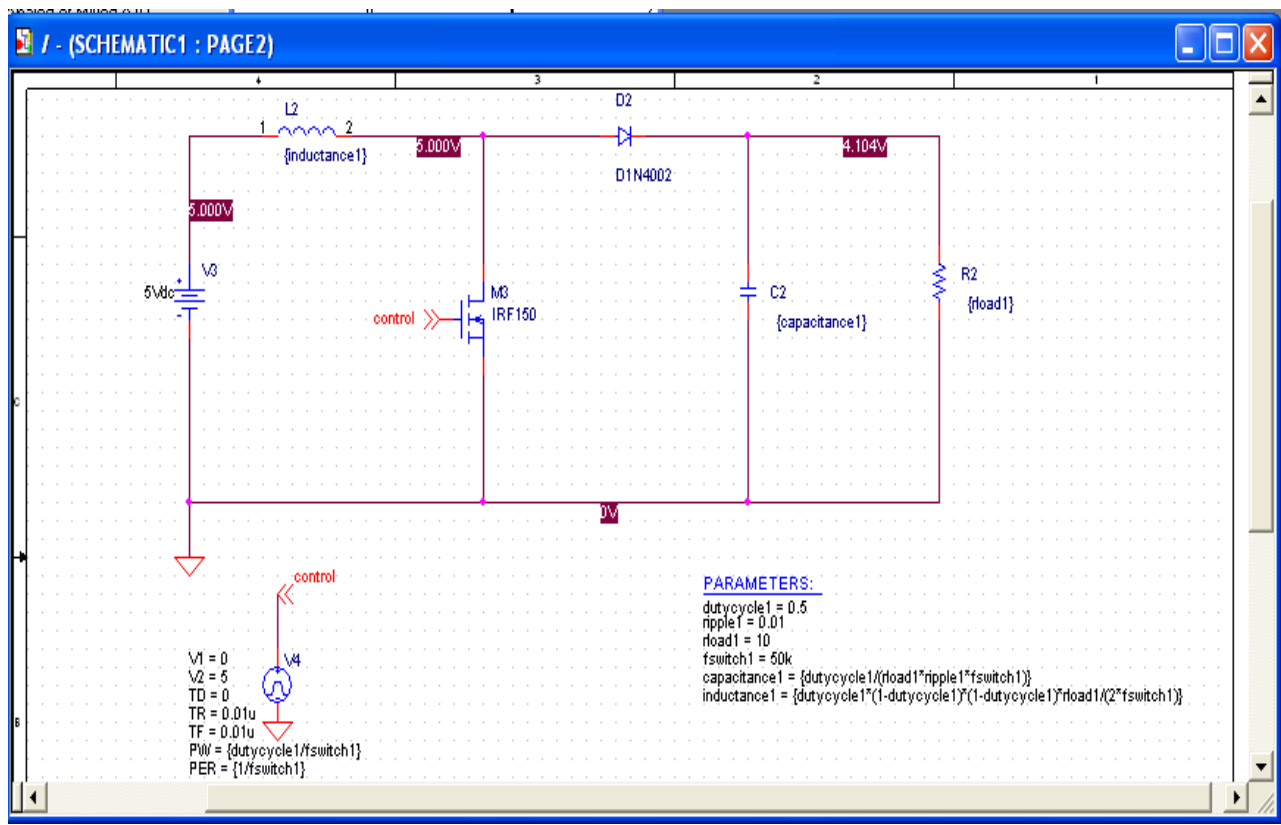 / - (SCHEMATIC1 : PAGE2)
4 3 2 1
L2
1 2
{inductance1}
5.000V
D2
D1N4002
4.104V
5.000V
V3
5Vdc
control
M3
IRF150
C2
{capacitance1}
R2
{rload1}
C
0V
control
V1 = 0
V2 = 5
TD = 0
TR = 0.01u
TF = 0.01u
PW = {dutycycle1/fswitch1}
PER = {1/fswitch1}
V4
B
PARAMETERS:
dutycycle1 = 0.5
ripple1 = 0.01
rload1 = 10
fswitch1 = 50k
capacitance1 = {dutycycle1/(rload1*ripple1*fswitch1)}
inductance1 = {dutycycle1*(1-dutycycle1)*(1-dutycycle1)*rload1/(2*fswitch1)}